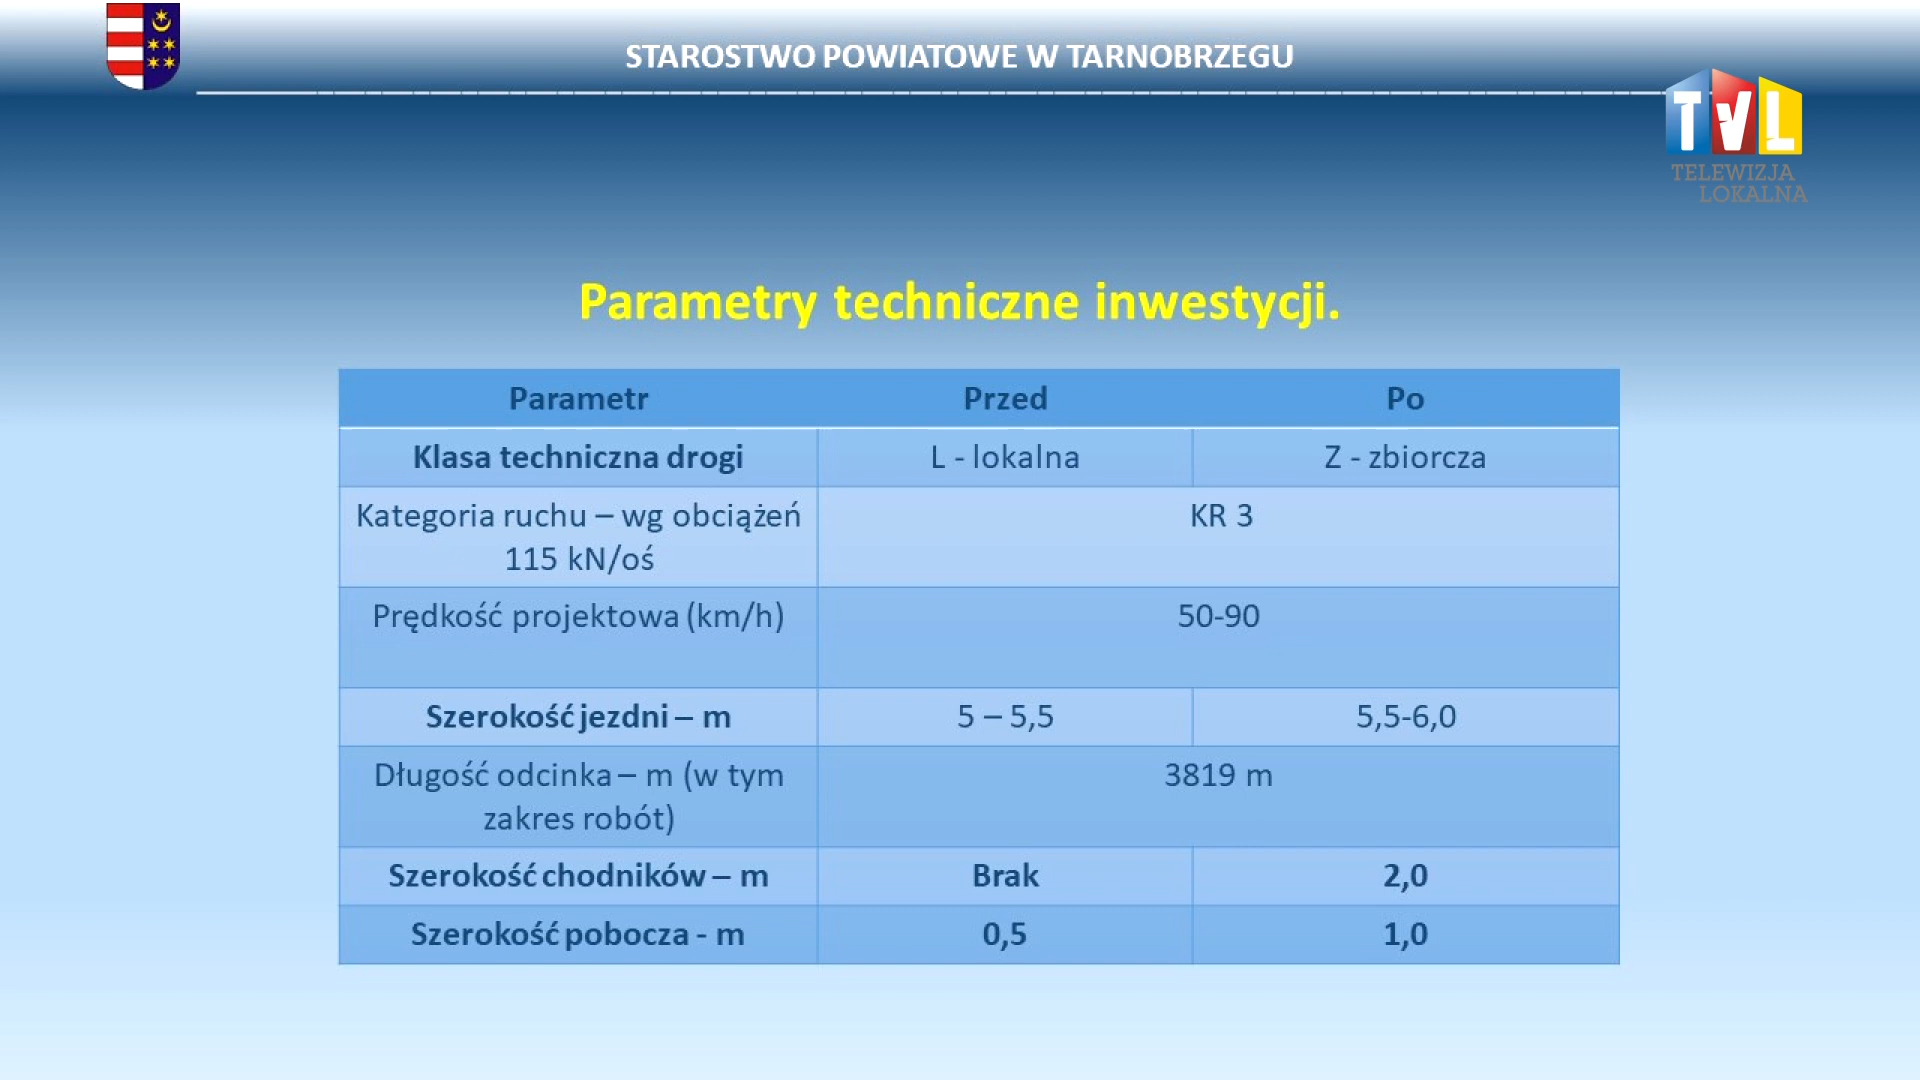 STAROSTWO POWIATOWE W TARNOBRZEGU
TVL
TELEWIZJA
LOKALNA
Parametry techniczne inwestycji.
Parametr Przed Po
Klasa techniczna drogi L - lokalna Z - zbiorcza
Kategoria ruchu – wg obciążeń KR 3
115 kN/oś
Prędkość projektowa (km/h) 50-90
Szerokość jezdni – m 5 – 5,5 5,5-6,0
Długość odcinka – m (w tym 3819 m
zakres robót)
Szerokość chodników – m Brak 2,0
Szerokość pobocza - m 0,5 1,0